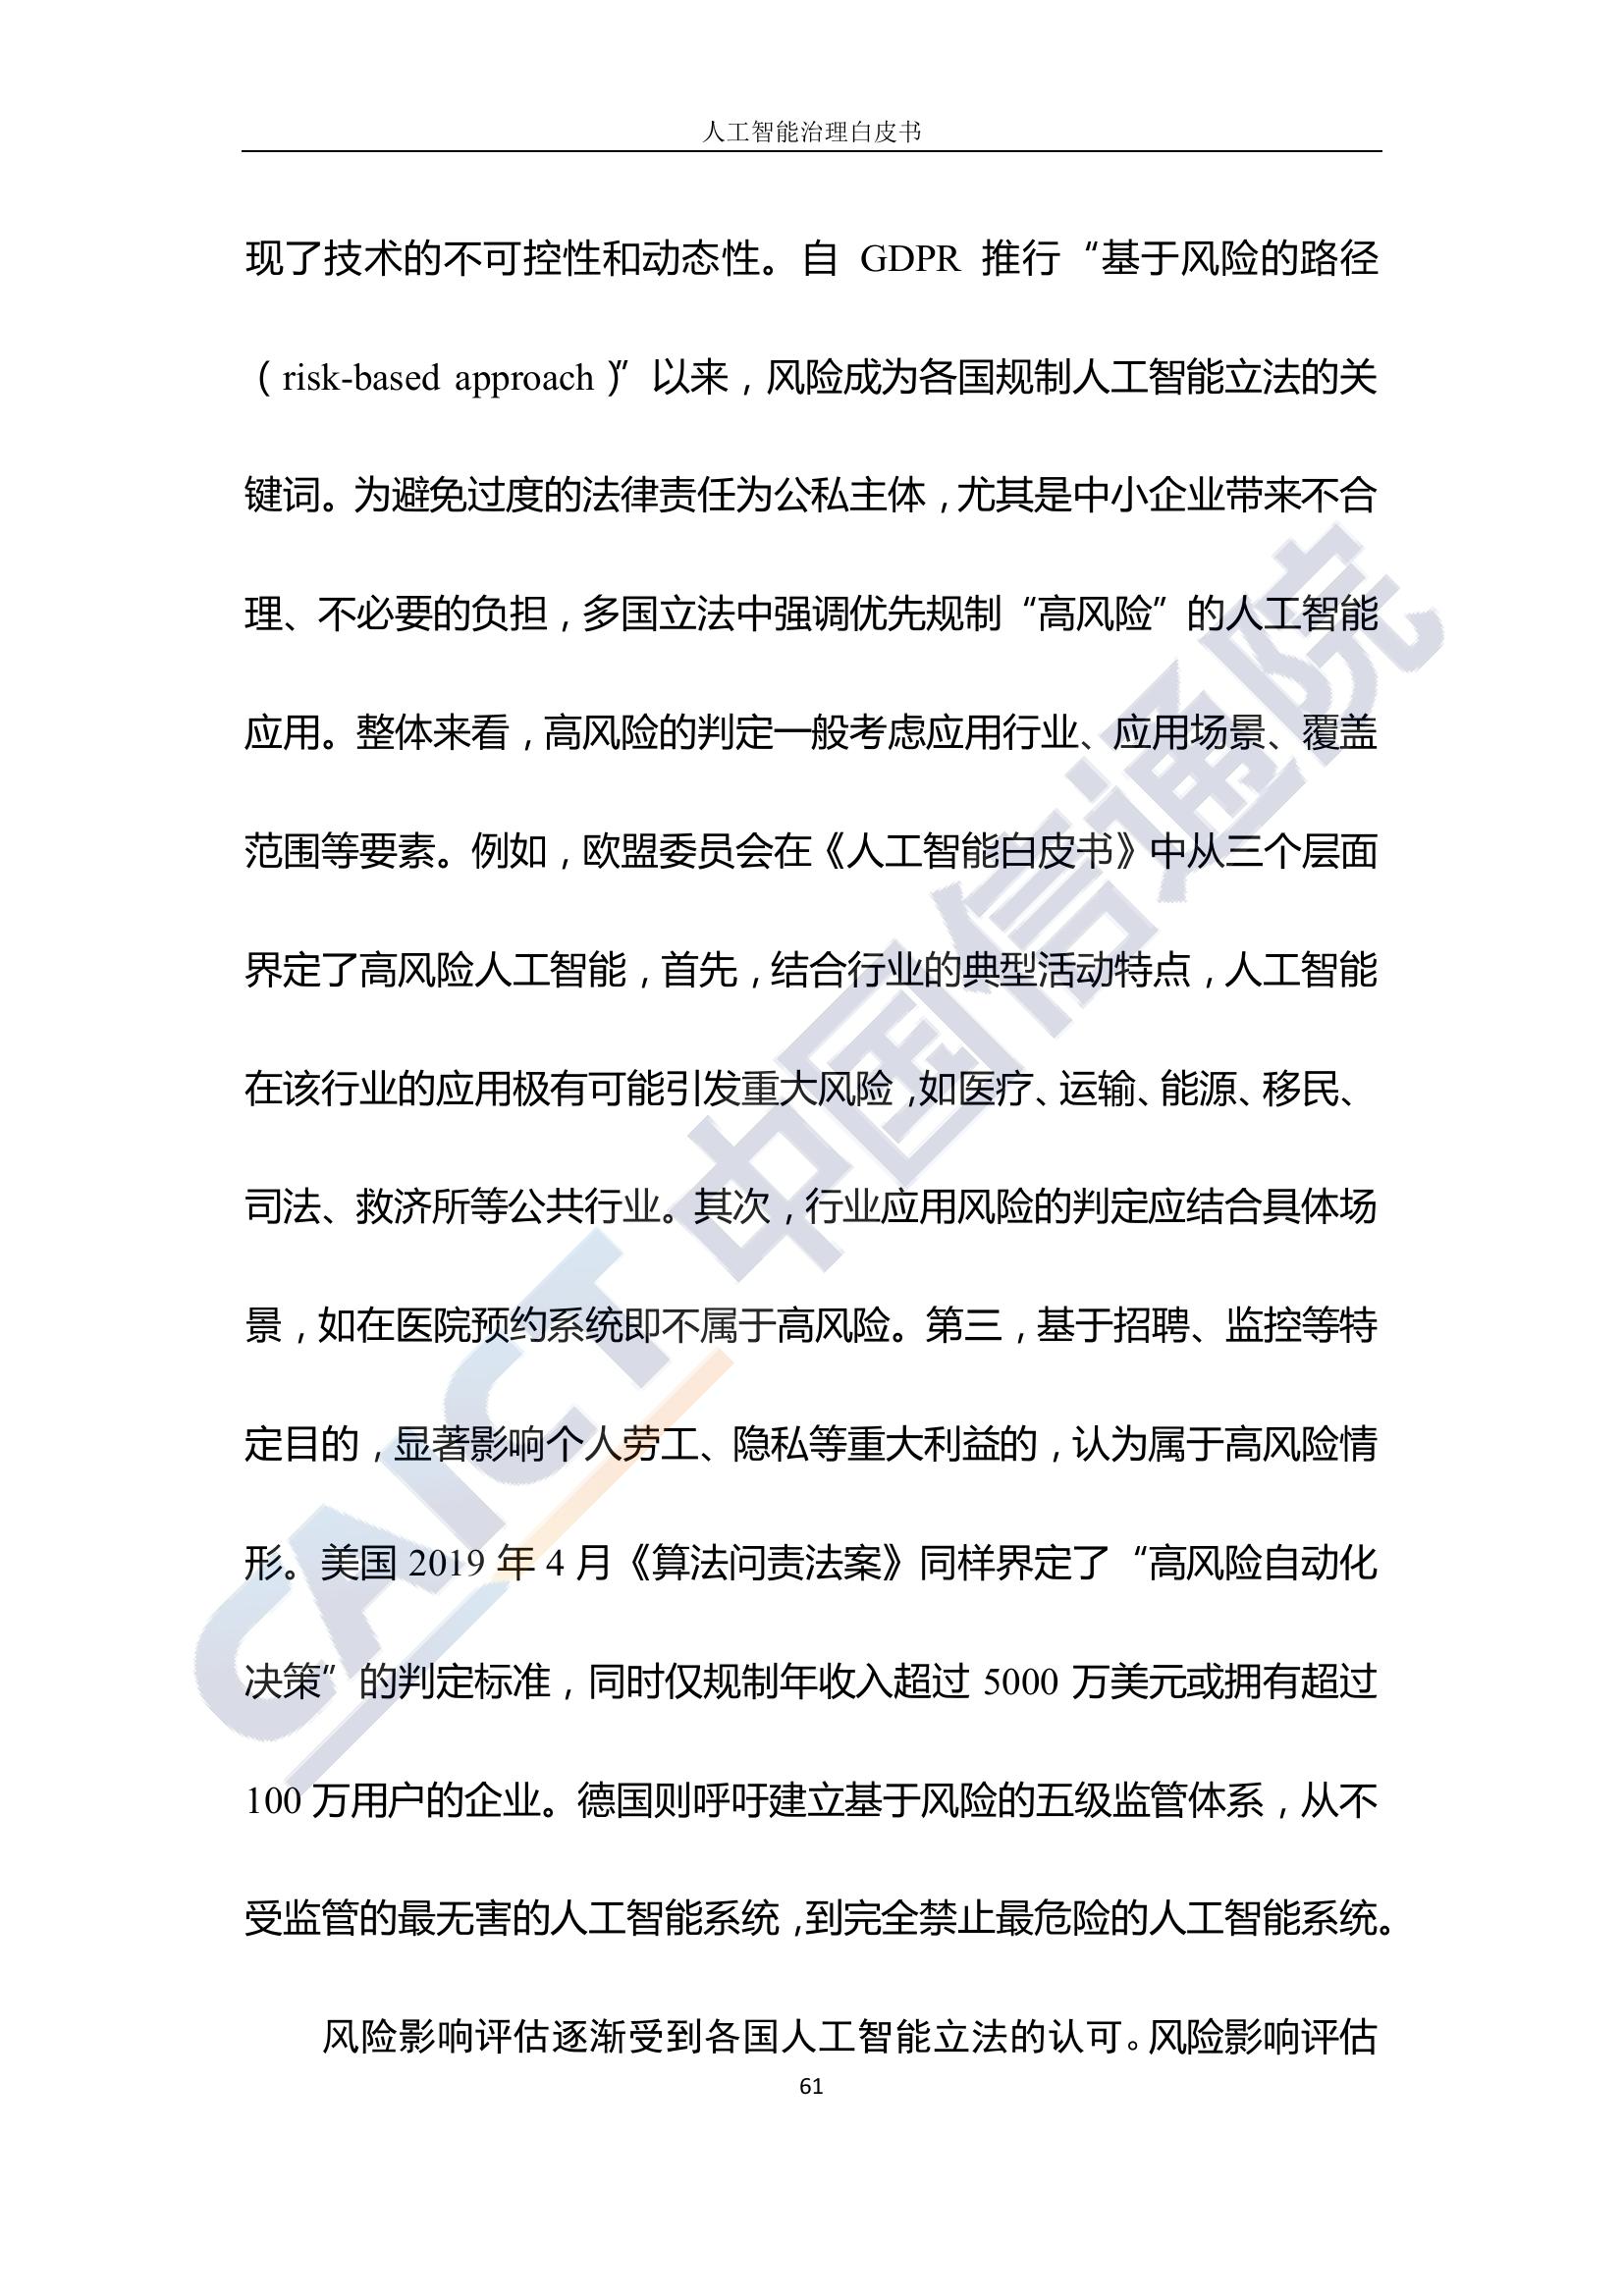 人工智能治理白皮书
现了技术的不可控性和动态性。自 GDPR 推行“基于风险的路径
（risk-based approach）”以来，风险成为各国规制人工智能立法的关
键词。为避免过度的法律责任为公私主体，尤其是中小企业带来不合
理、不必要的负担，多国立法中强调优先规制“高风险”的人工智能
应用。整体来看，高风险的判定一般考虑应用行业、应用场景、覆盖
范围等要素。例如，欧盟委员会在《人工智能白皮书》中从三个层面
界定了高风险人工智能，首先，结合行业的典型活动特点，人工智能
在该行业的应用极有可能引发重大风险，如医疗、运输、能源、移民、
司法、救济所等公共行业。其次，行业应用风险的判定应结合具体场
景，如在医院预约系统即不属于高风险。第三，基于招聘、监控等特
定目的，显著影响个人劳工、隐私等重大利益的，认为属于高风险情
形。美国 2019 年 4 月《算法问责法案》同样界定了“高风险自动化
决策”的判定标准，同时仅规制年收入超过 5000 万美元或拥有超过
100 万用户的企业。德国则呼吁建立基于风险的五级监管体系，从不
受监管的最无害的人工智能系统，到完全禁止最危险的人工智能系统。
风险影响评估逐渐受到各国人工智能立法的认可。风险影响评估
61
CAICT 中国信通院